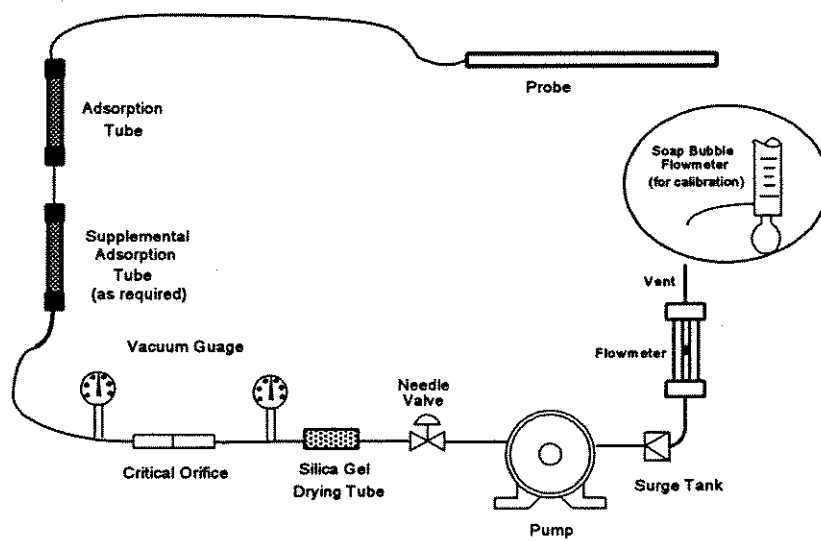 Probe
Adsorption
Tube
Soap Bubble
Flowmeter
(for calibration)
Supplemental
Adsorption
Tube
(as required)
Vent
Vacuum Guage
Flowmeter
Needle
Valve
Critical Orifice
Silica Gel
Drying Tube
Surge Tank
Pump